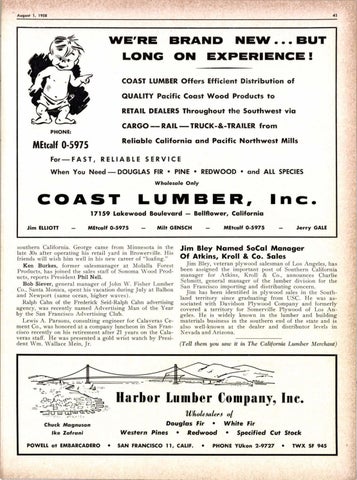 August 1, 1958
41
WE'RE BRAND NEW...BUT
LONG ON EXPERIENCE!
COAST LUMBER Offers Efficient Distribution of
QUALITY Pacific Coast Wood Products to
RETAIL DEALERS Throughout the Southwest via
CARGO — RAIL — TRUCK-&-TRAILER from
Reliable California and Pacific Northwest Mills
PHONE:
MEtcalf 0-5975
For — FAST, RELIABLE SERVICE
When You Need — DOUGLAS FIR • PINE • REDWOOD • and ALL SPECIES
Wholesale Only
COAST LUMBER, Inc.
17159 Lakewood Boulevard — Bellflower, California
Jim ELLIOTT - MEtcalf 0-5975 - Milt GENSCH - MEtcalf 0-5975 - Jerry GALE
southern California. George came from Minnesota in the
late 30s after operating his retail yard in Browerville. His
friends will wish him well in his new career of "loafing."
Ken Burkes, former salesmanager at Molalla Forest
Products, has joined the sales staff of Sonoma Wood Prod-
ucts, reports President Phil Nell.
Bob Siever, general manager of John W. Fisher Lumber
Co., Santa Monica, spent his vacation during July at Balboa
and Newport (same ocean, higher waves).
Ralph Cahn of the Frederick Seid-Ralph Cahn advertising
agency, was recently named Advertising Man of the Year
by the San Francisco Advertising Club.
Lewis A. Parsons, consulting engineer for Calaveras Ce-
ment Co., was honored at a company luncheon in San Fran-
cisco recently on his retirement after 21 years on the Cala-
veras staff. He was presented a gold wrist watch by Presi-
dent Wm. Wallace Mein, Jr.
Jim Bley Named SoCal Manager
Of Atkins, Kroll & Co. Sales
Jim Bley, veteran plywood salesman of Los Angeles, has
been assigned the important post of Southern California
manager for Atkins, Kroll & Co., announces Charlie
Schmitt, general manager of the lumber division for the
San Francisco importing and distributing concern.
Jim has been identified in plywood sales in the South-
land territory since graduating from USC. He was as-
sociated with Davidson Plywood Company and formerly
covered a territory for Somerville Plywood of Los An-
geles. He is widely known in the lumber and building
materials business in the southern end of the state and is
also well-known at the dealer and distributor levels in
Nevada and Arizona.
(Tell them you saw it in The California Lumber Merchant)
Harbor Lumber Company, Inc.
Wholesalers of
Chuck Magnuson
Ike Zafrani
Douglas Fir • White Fir
Western Pines • Redwood • Specified Cut Stock
POWELL at EMBARCADERO • SAN FRANCISCO 11, CALIF. • PHONE YUkon 2-9727 • TWX SF 945